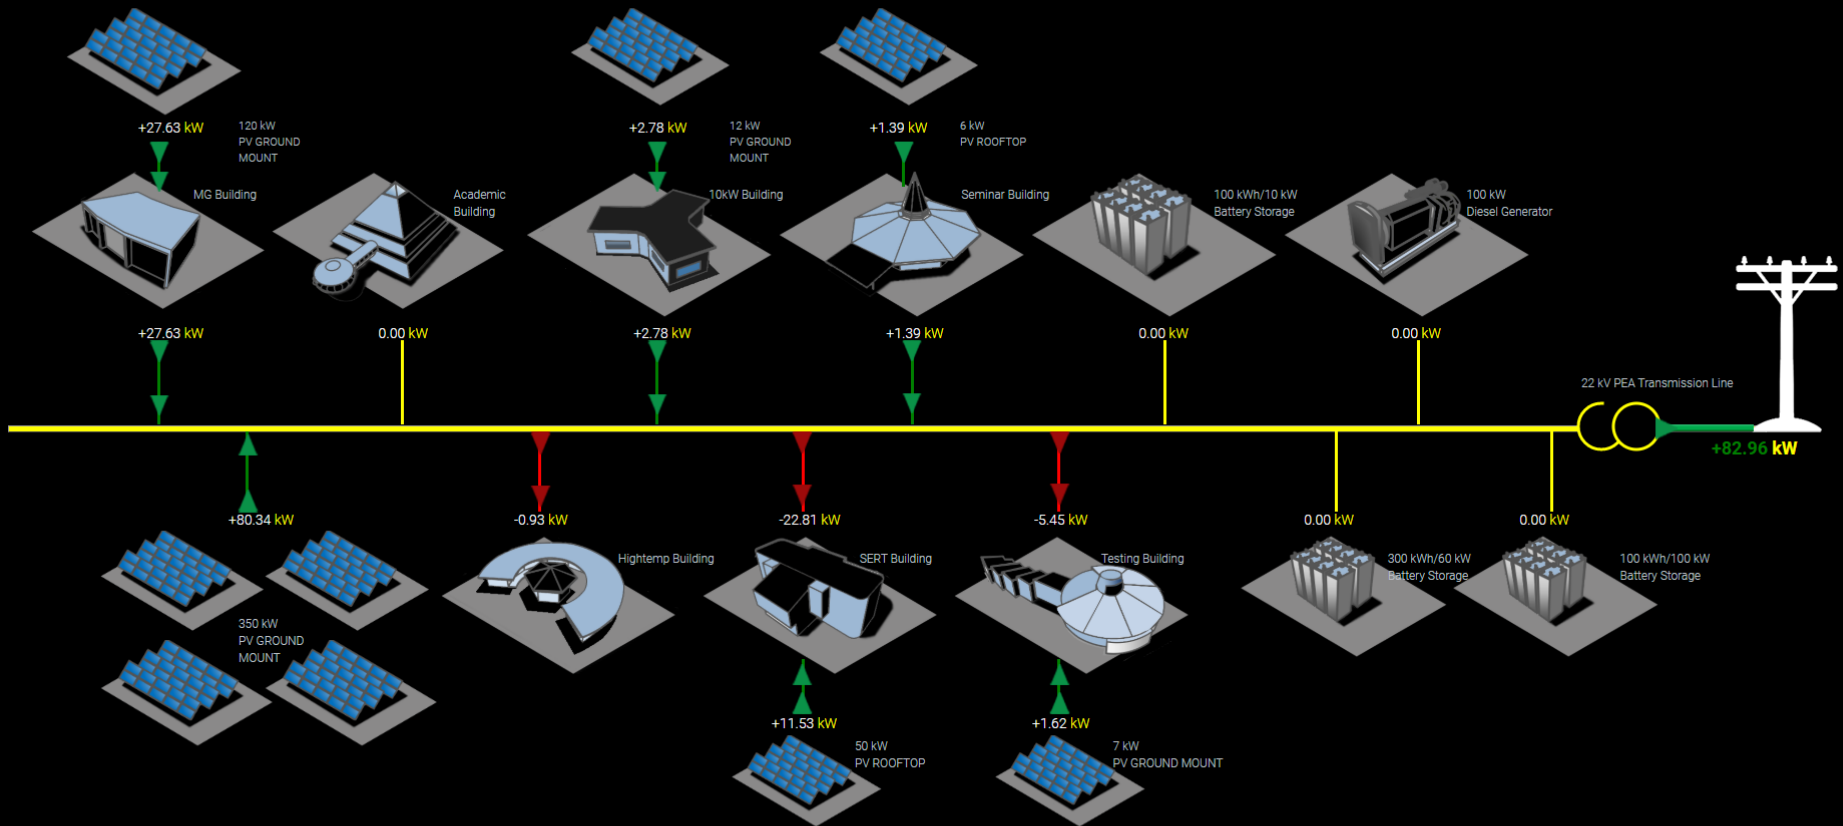 +27.63 kW
120 kW
PV GROUND
MOUNT
+2.78 kW
12 kW
PV GROUND
MOUNT
+1.39 kW
6 kW
PV ROOFTOP
MG Building
Academic
Building
10kW Building
Seminar Building
100 kWh/10 kW
Battery Storage
100 kW
Diesel Generator
+27.63 kW
0.00 kW
+2.78 kW
+1.39 kW
0.00 kW
0.00 kW
22 kV PEA Transmission Line
+82.96 kW
+80.34 kW
-0.93 kW
-22.81 kW
-5.45 kW
0.00 kW
0.00 kW
Hightemp Building
SERT Building
Testing Building
300 kWh/60 kW
Battery Storage
100 kWh/100 kW
Battery Storage
350 kW
PV GROUND
MOUNT
+11.53 kW
50 kW
PV ROOFTOP
+1.62 kW
7 kW
PV GROUND MOUNT